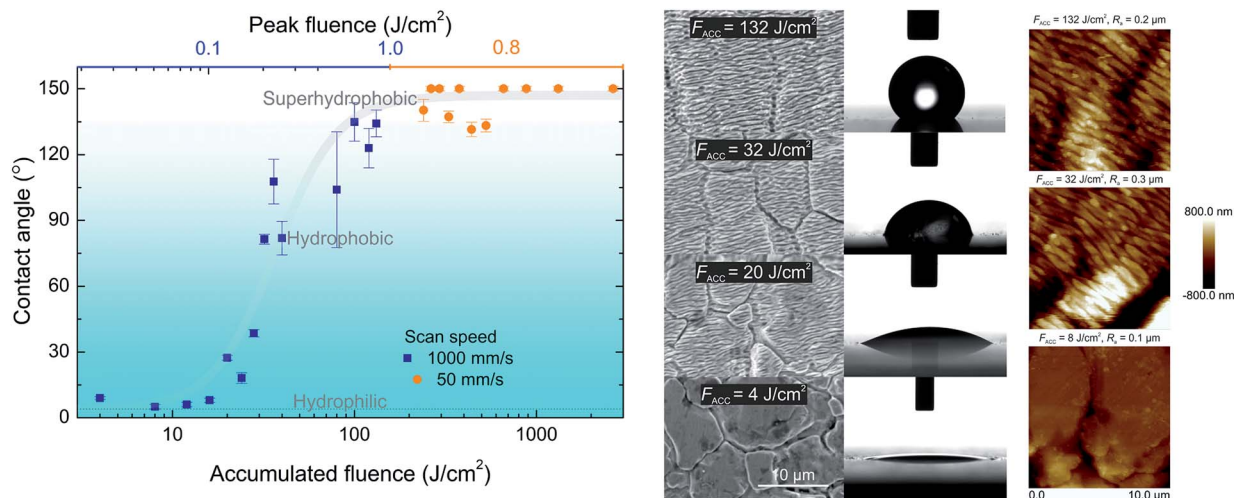 Peak fluence (J/cm²)
0.1
1.0
0.8
150
120
90
60
30
0
Contact angle (°)
Superhydrophobic
Hydrophobic
Scan speed
1000 mm/s
50 mm/s
Hydrophilic
10
100
1000
Accumulated fluence (J/cm²)
F_ACC = 132 J/cm²
F_ACC = 32 J/cm²
F_ACC = 20 J/cm²
F_ACC = 4 J/cm²
10 μm
F_ACC = 132 J/cm², R_a = 0.2 μm
F_ACC = 32 J/cm², R_a = 0.3 μm
F_ACC = 8 J/cm², R_a = 0.1 μm
0.0
10.0 μm
800.0 nm
-800.0 nm